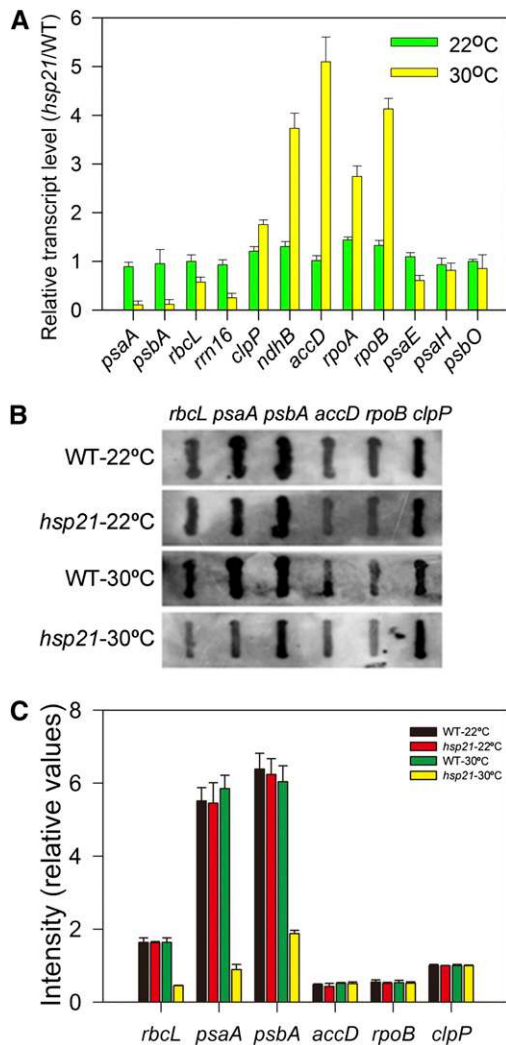 A
Relative transcript level (hsp21/WT)
6
5
4
3
2
1
0
22ºC
30ºC
psaA psbA rbcL rrn16 clpP ndhB accD rpoA rpoB psaE psaH psbO
B
rbcL psaA psbA accD rpoB clpP
WT-22ºC
hsp21-22ºC
WT-30ºC
hsp21-30ºC
C
Intensity (relative values)
8
6
4
2
0
WT-22ºC
hsp21-22ºC
WT-30ºC
hsp21-30ºC
rbcL psaA psbA accD rpoB clpP